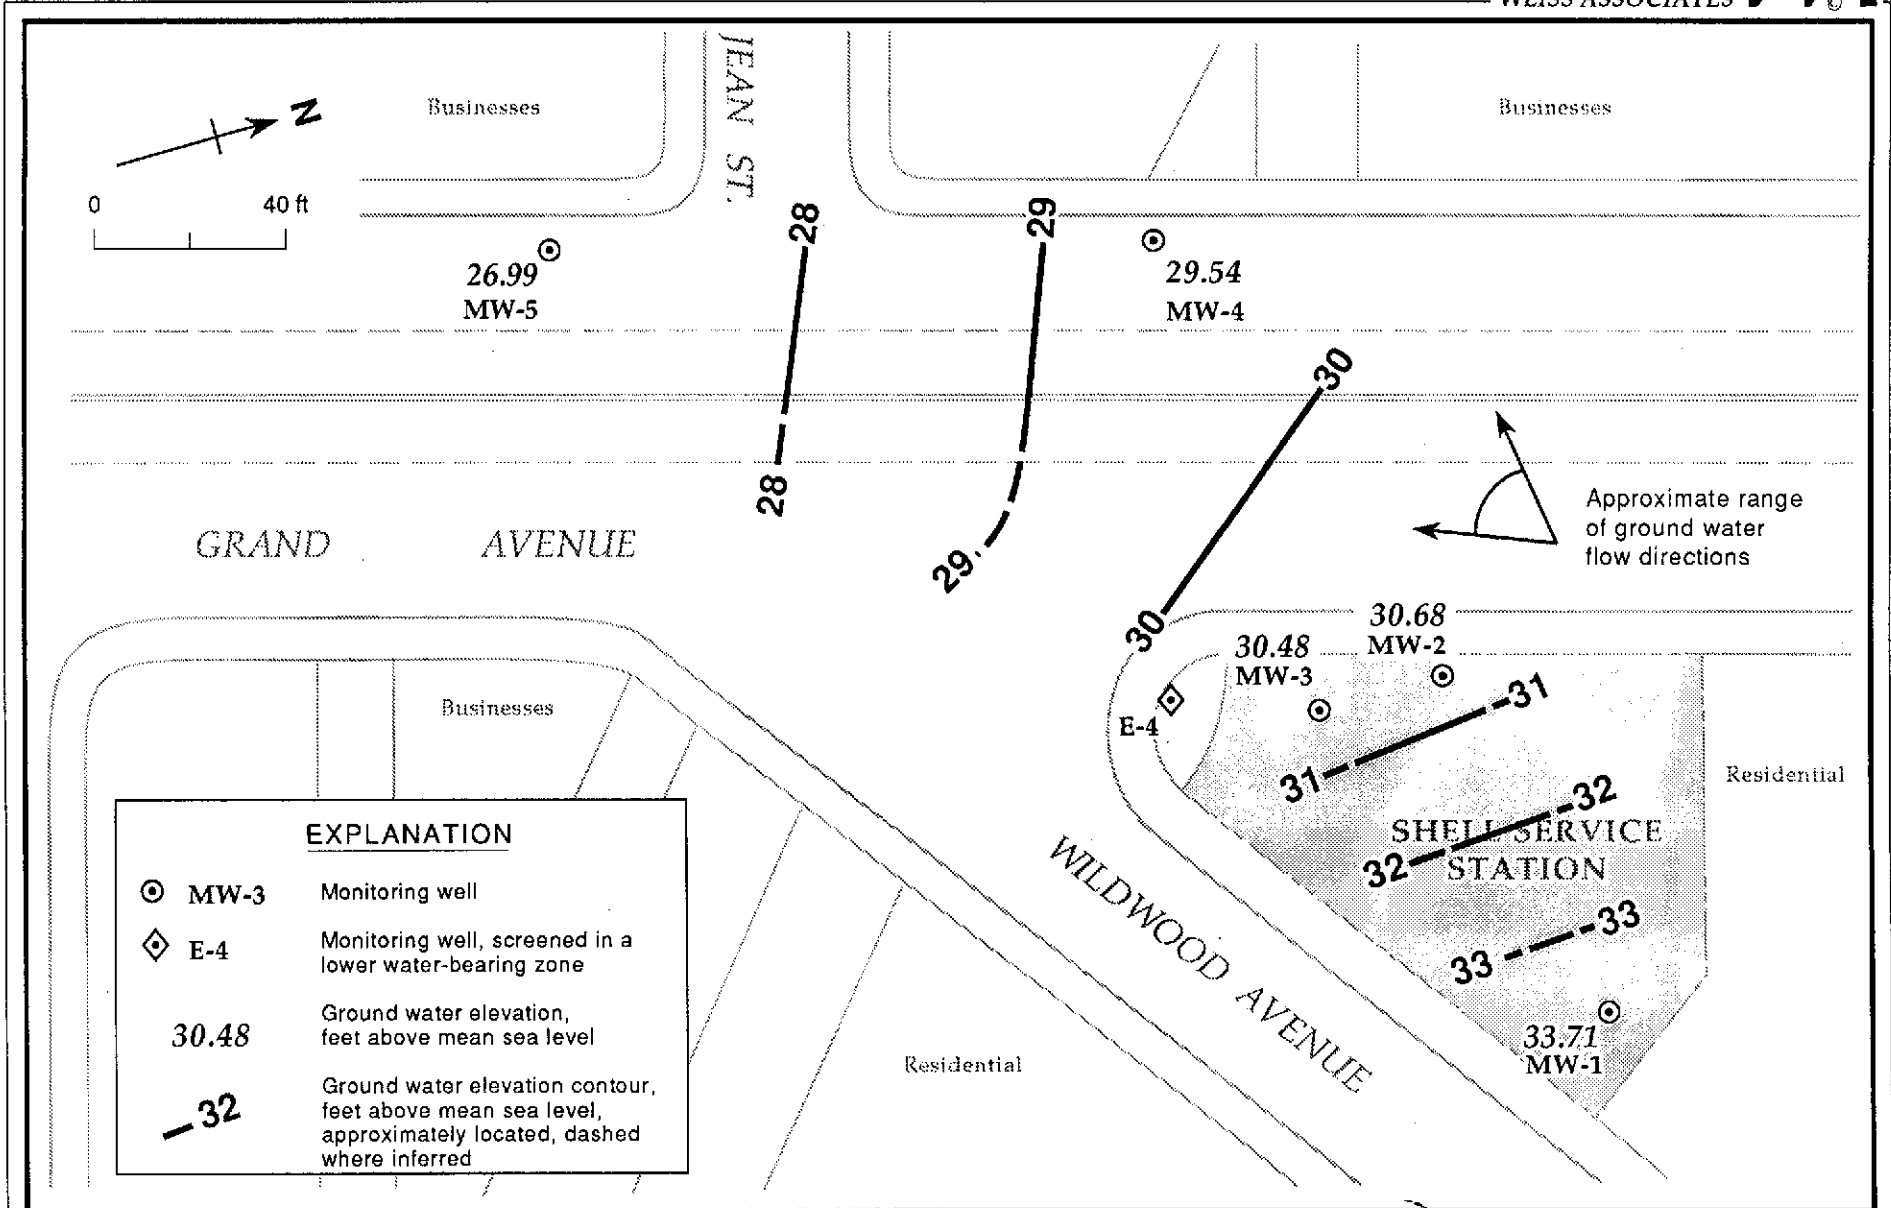 WEISS ASSOCIATES
©
JEAN ST.
N
Businesses
Businesses
0 40 ft
28
29
26.99
MW-5
29.54
MW-4
30
28
Approximate range
of ground water
flow directions
GRAND AVENUE
29
30
30.68
MW-2
30.48
MW-3
31
E-4
31
Businesses
Residential
32
SHELL SERVICE
STATION
32
33
33
WILDWOOD AVENUE
33.71
MW-1
Residential
EXPLANATION
MW-3 Monitoring well
E-4 Monitoring well, screened in a
lower water-bearing zone
30.48 Ground water elevation,
feet above mean sea level
32 Ground water elevation contour,
feet above mean sea level,
approximately located, dashed
where inferred